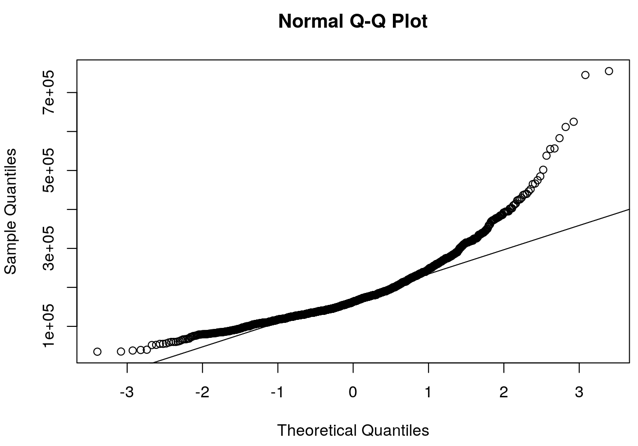 Normal Q-Q Plot
7e+05
5e+05
3e+05
1e+05
Sample Quantiles
-3 -2 -1 0 1 2 3
Theoretical Quantiles